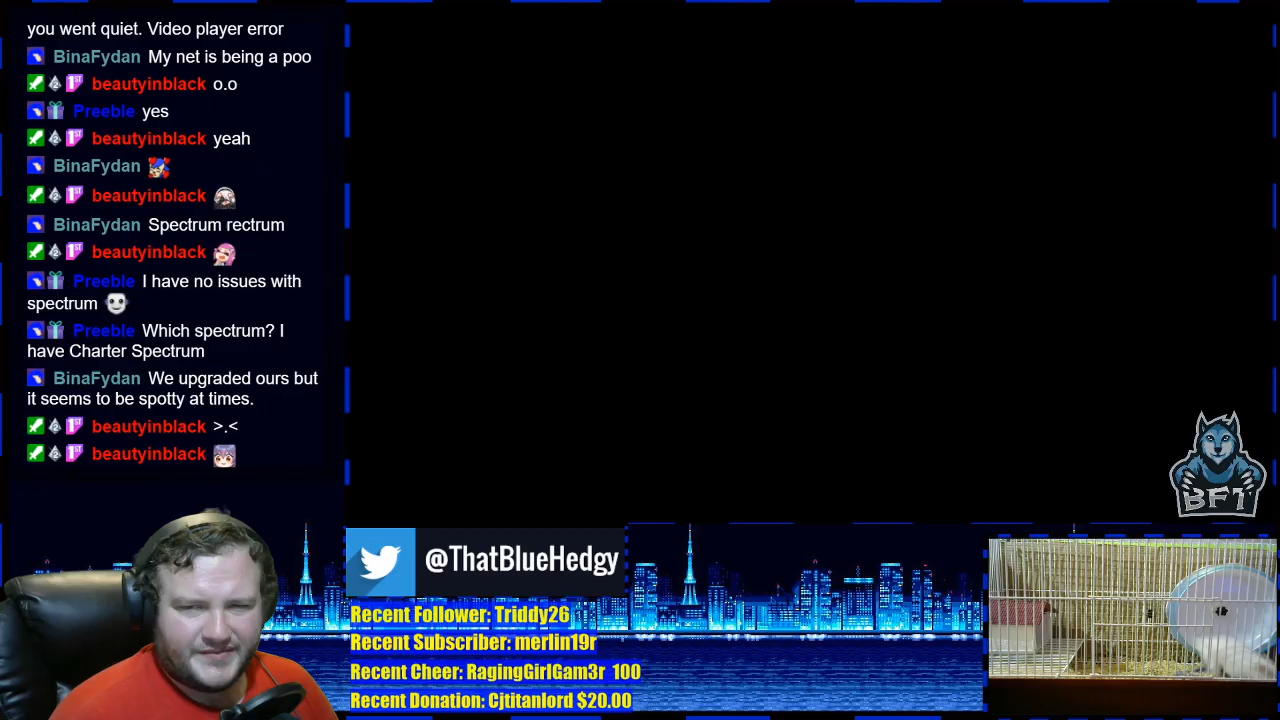 you went quiet. Video player error
BinaFydan My net is being a poo
beautyinblack o.o
Preeble yes
beautyinblack yeah
BinaFydan
beautyinblack
BinaFydan Spectrum rectrum
beautyinblack
Preeble I have no issues with
spectrum
Preeble Which spectrum? I
have Charter Spectrum
BinaFydan We upgraded ours but
it seems to be spotty at times.
beautyinblack >.<
beautyinblack
BFT
@ThatBlueHedgy
Recent Follower: Triddy26
Recent Subscriber: merlin19r
Recent Cheer: RagingGirlGam3r 100
Recent Donation: Cjtitanlord $20.00